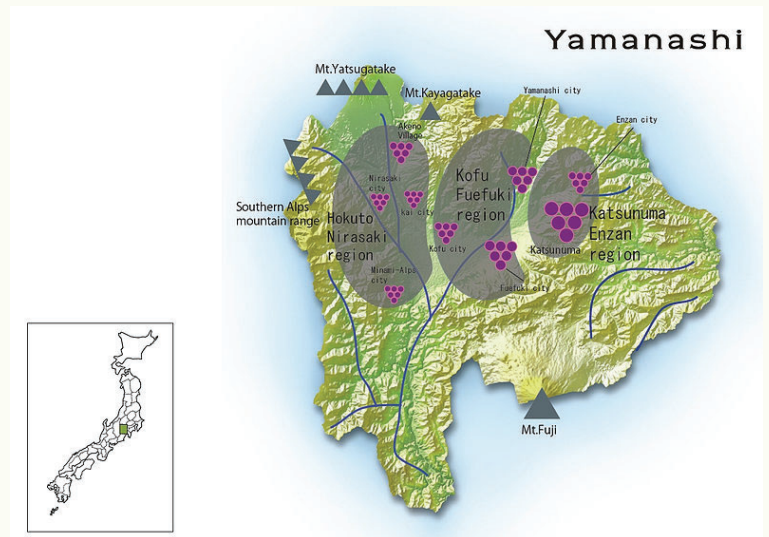 Yamanashi
Mt.Yatsugatake
Mt.Kayagatake
Yamanashi city
Enzan city
Akeno
Village
Southern Alps
mountain range
Nirasaki
city
kai city
Hokuto
Nirasaki
region
Minami-Alps
city
Kofu
Fuefuki
region
Kofu city
Fuefuki city
Katsunuma
Katsunuma
Enzan
region
Mt.Fuji